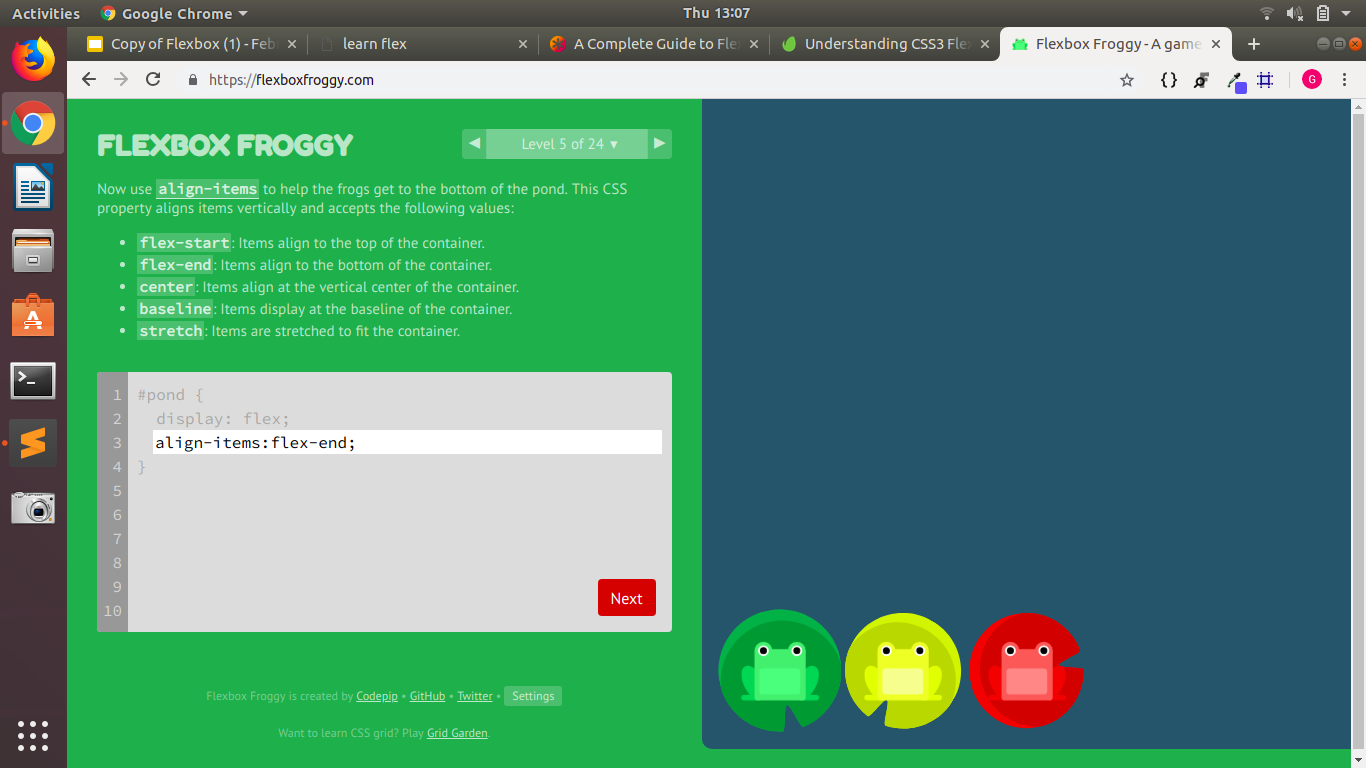 Activities
Google Chrome
Thu 13:07
Copy of Flexbox (1) - Feb
learn flex
A Complete Guide to Fle
Understanding CSS3 Fle
Flexbox Froggy - A game
https://flexboxfroggy.com
G
FLEXBOX FROGGY
Level 5 of 24
Now use align-items to help the frogs get to the bottom of the pond. This CSS
property aligns items vertically and accepts the following values:
flex-start: Items align to the top of the container.
flex-end: Items align to the bottom of the container.
center: Items align at the vertical center of the container.
baseline: Items display at the baseline of the container.
stretch: Items are stretched to fit the container.
1 #pond {
2 display: flex;
3 align-items:flex-end;
4 }
5
6
7
8
9
10
Next
Flexbox Froggy is created by Codepip • GitHub • Twitter • Settings
Want to learn CSS grid? Play Grid Garden.